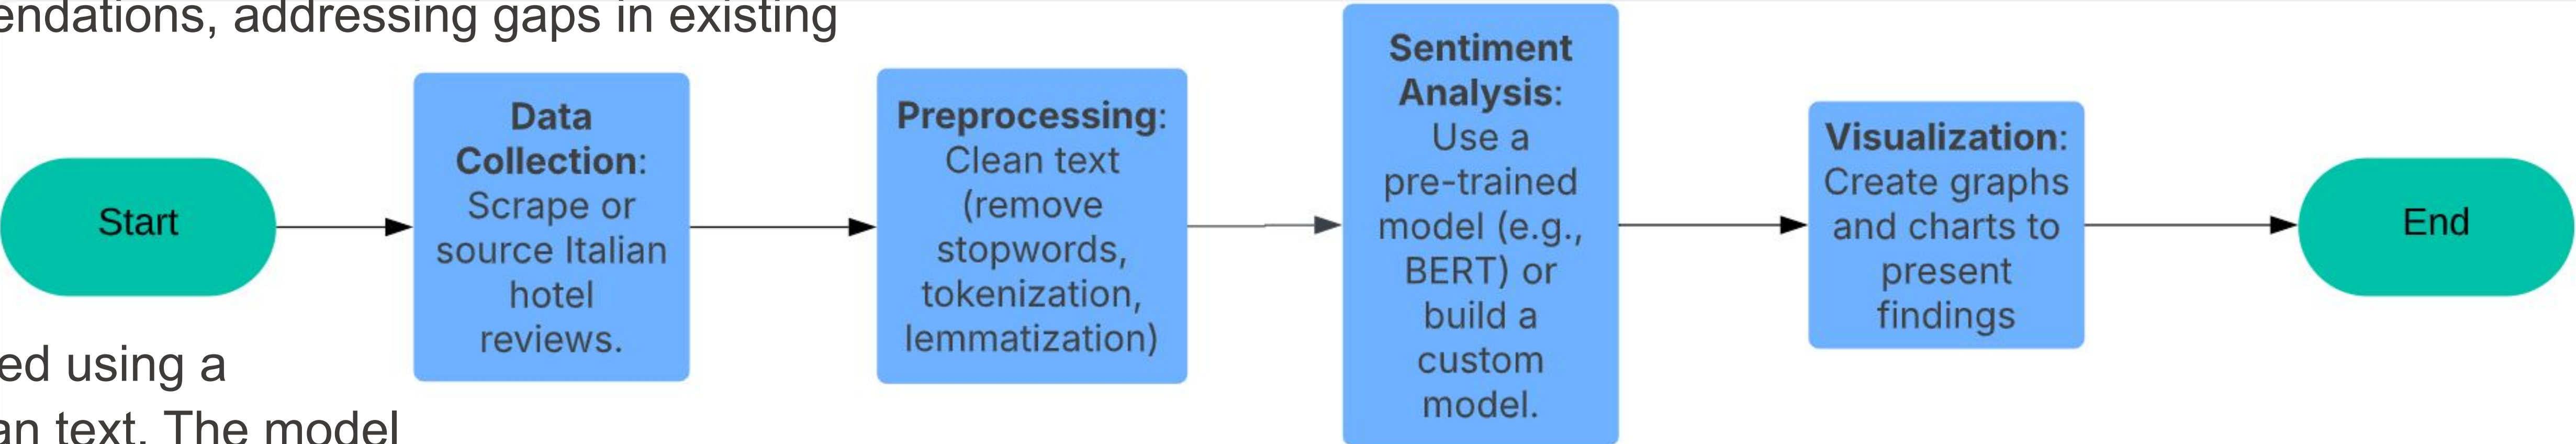 endations, addressing gaps in existing
Start
Data
Collection:
Scrape or
source Italian
hotel
reviews.
Preprocessing:
Clean text
(remove
stopwords,
tokenization,
lemmatization)
Sentiment
Analysis:
Use a
pre-trained
model (e.g.,
BERT) or
build a
custom
model.
Visualization:
Create graphs
and charts to
present
findings
End
ed using a
an text. The model